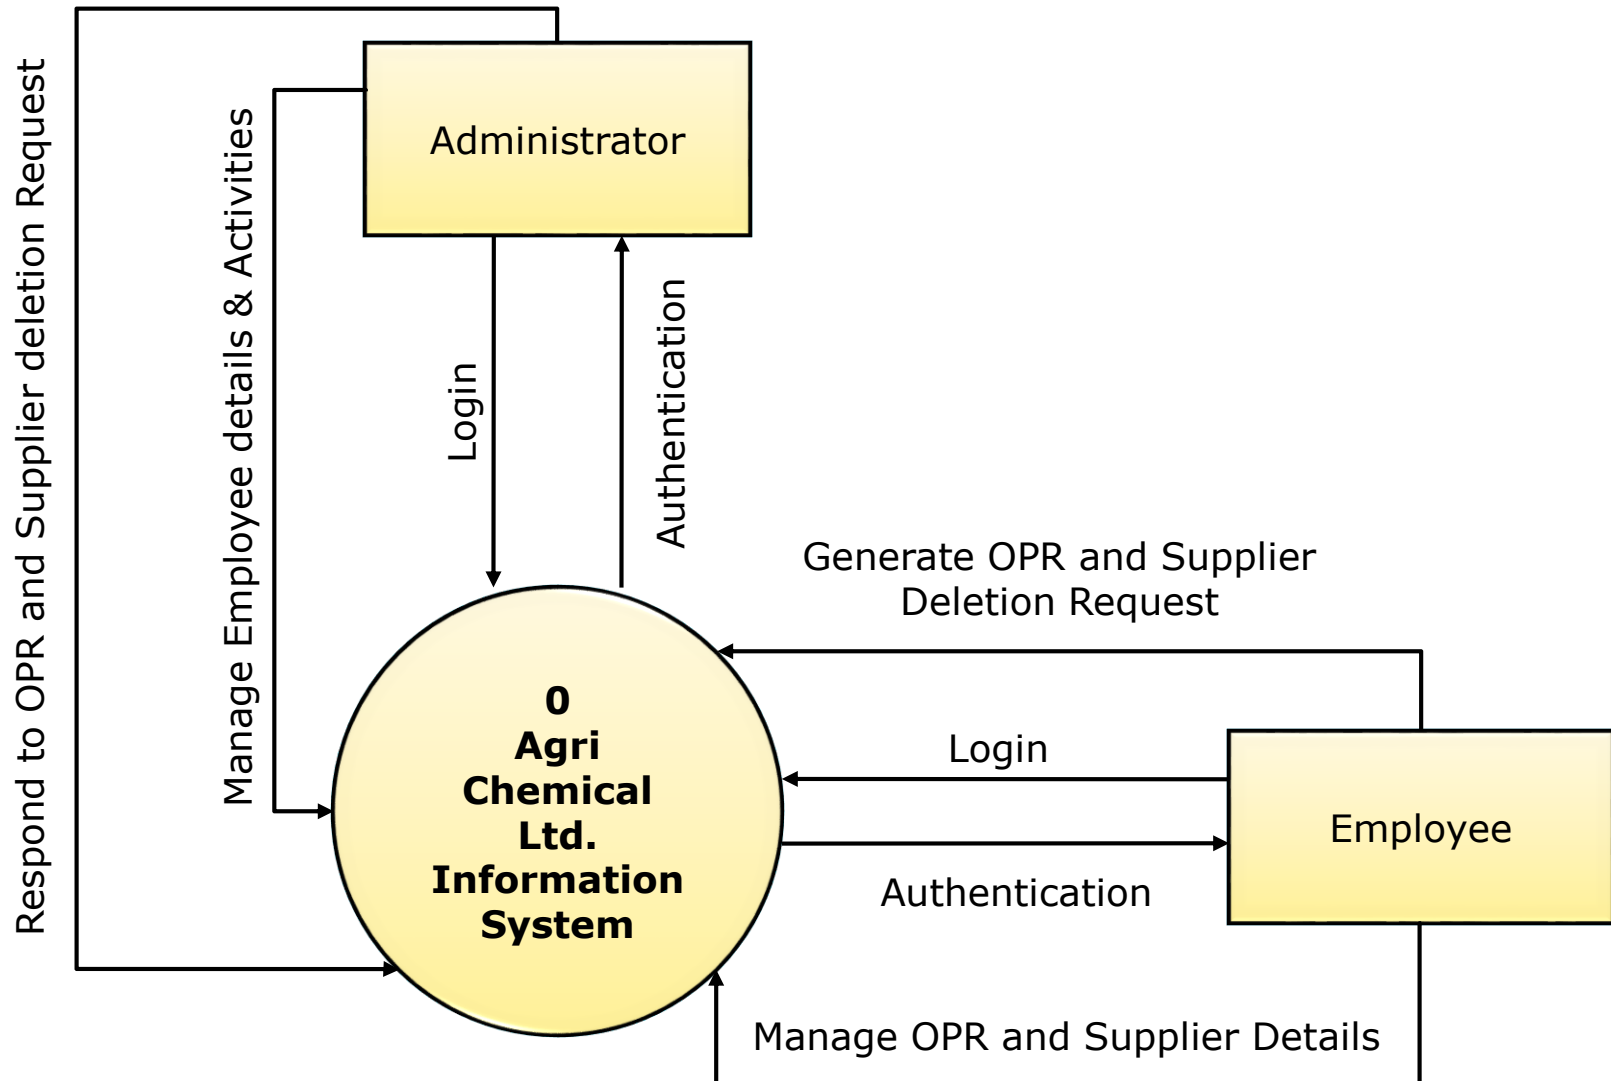 Respond to OPR and Supplier deletion Request
Manage Employee details & Activities
Administrator
Login
Authentication
Generate OPR and Supplier
Deletion Request
0
Agri
Chemical
Ltd.
Information
System
Login
Employee
Authentication
Manage OPR and Supplier Details